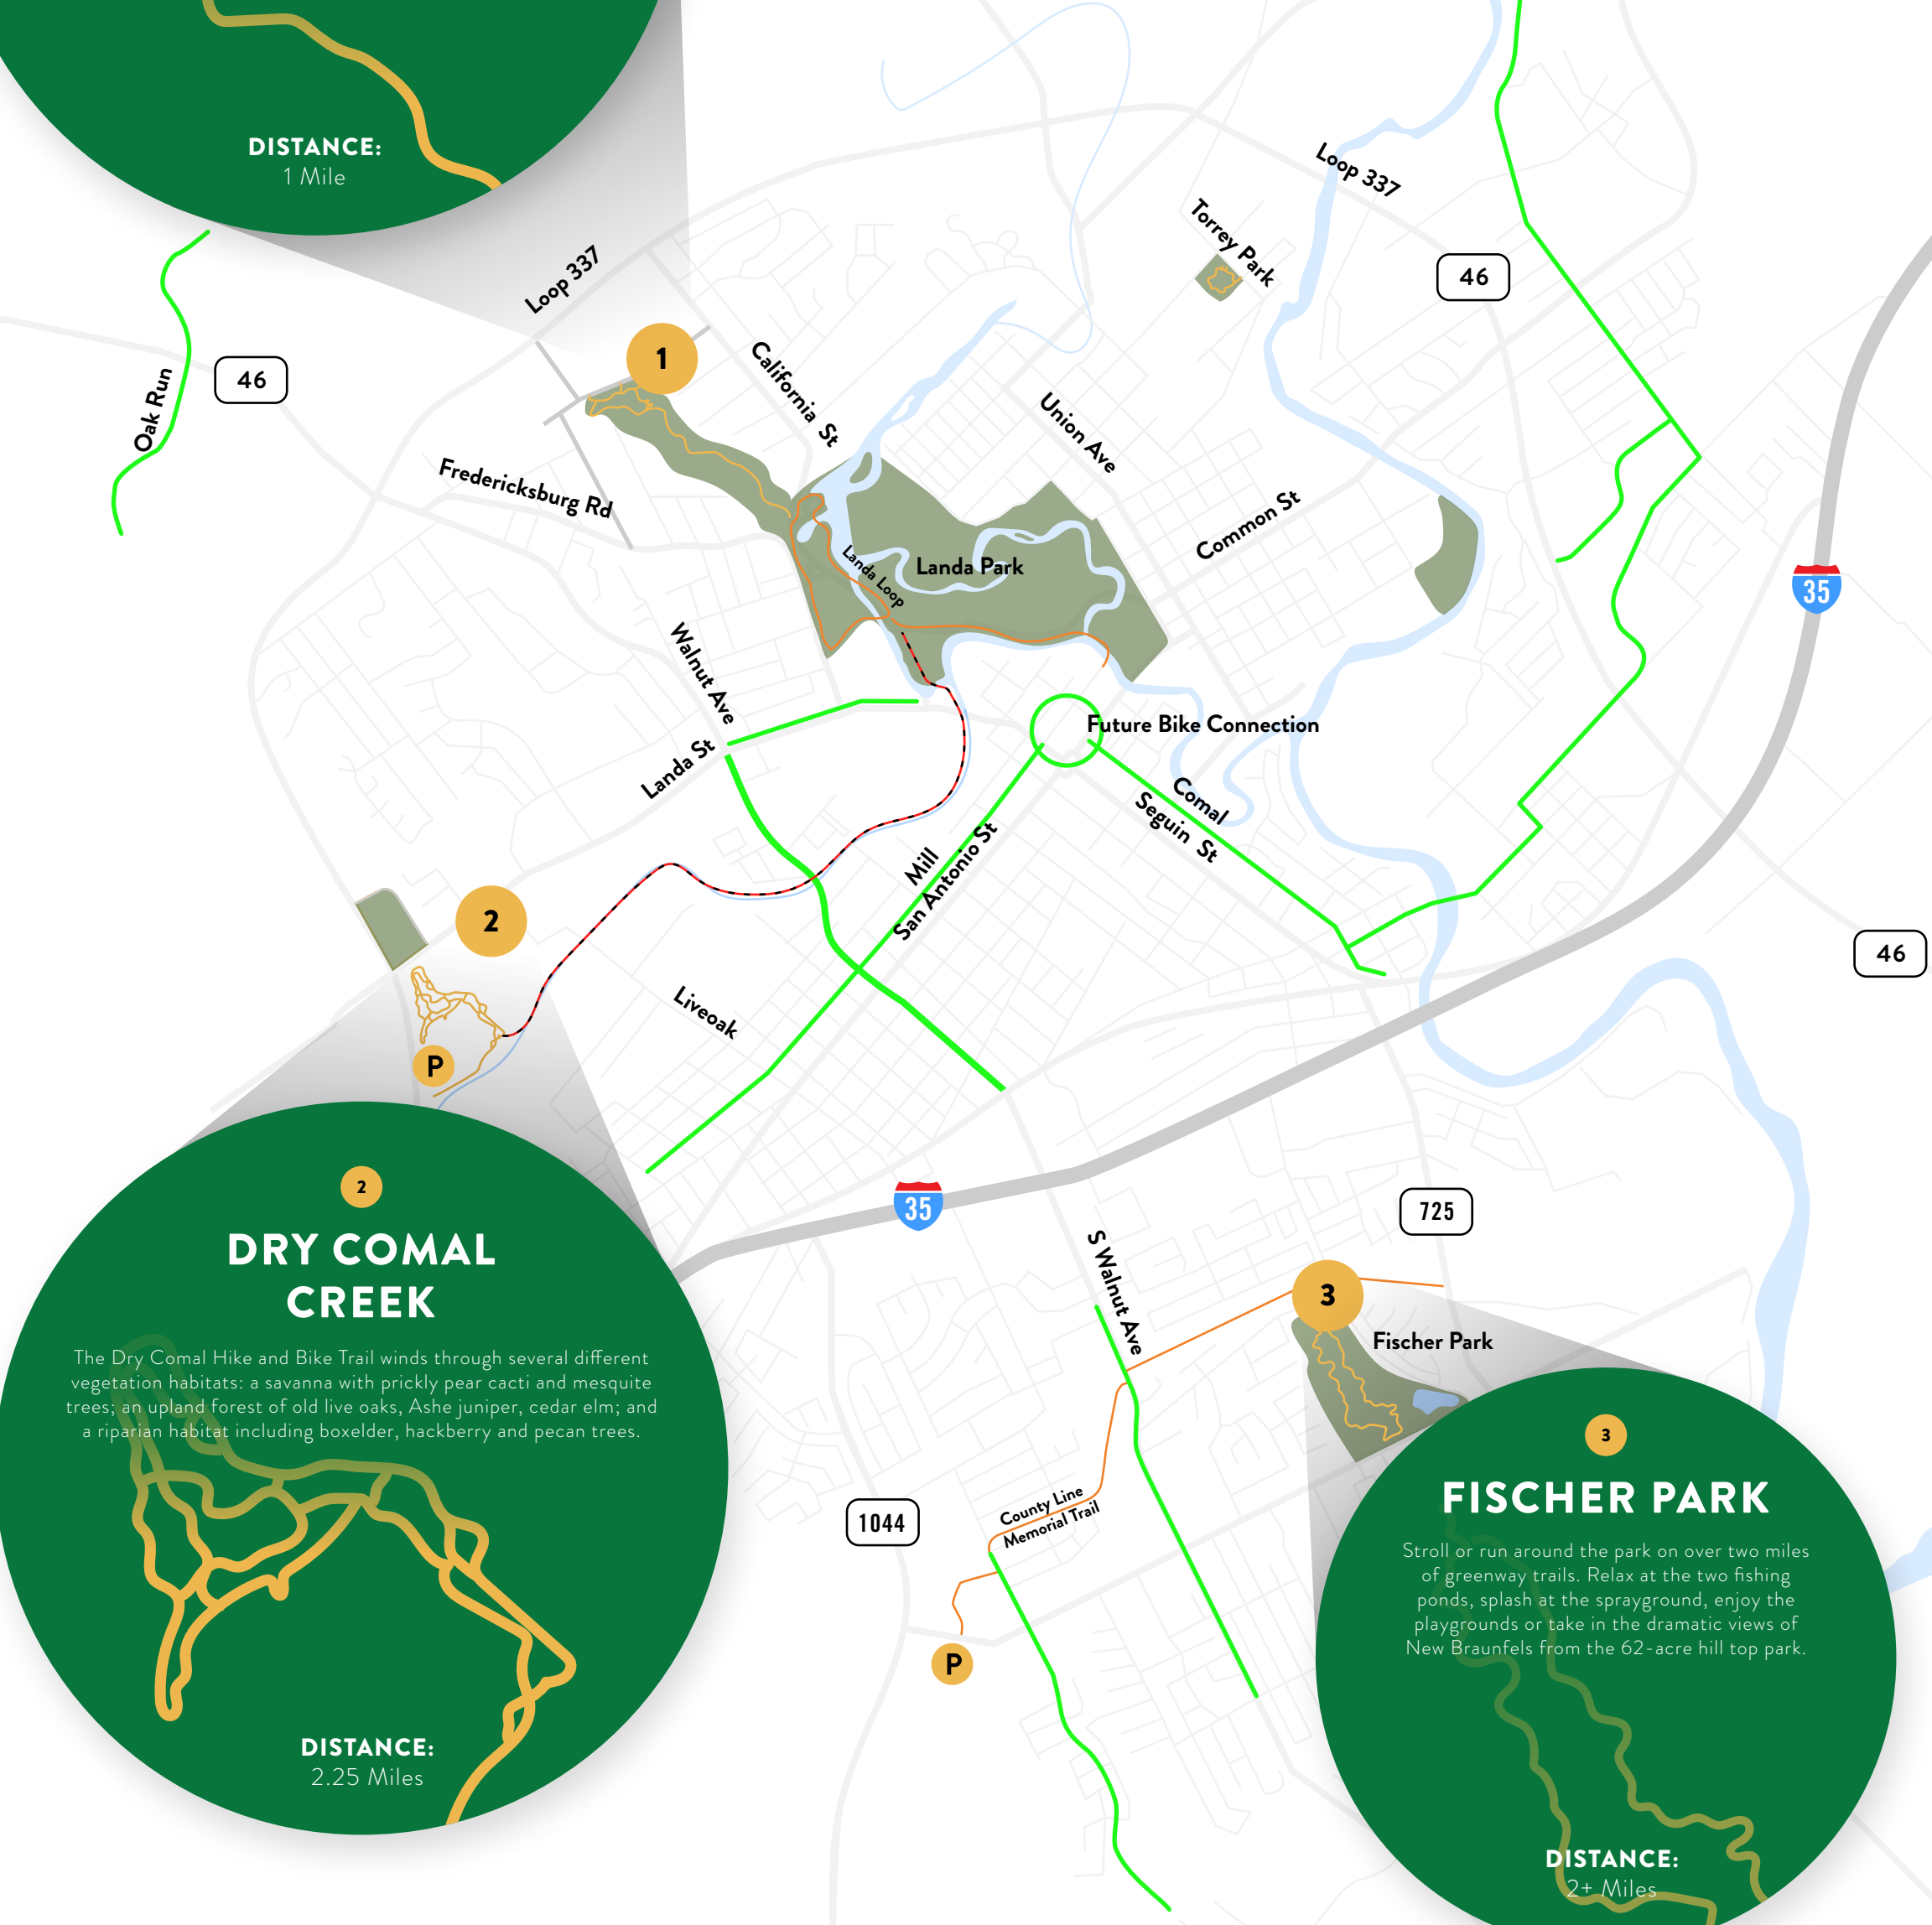 DISTANCE:
1 Mile
Loop 337
Torrey Park
Loop 337
46
1
46
Oak Run
California St
Union Ave
Fredericksburg Rd
Common St
Landa Park
Landa Loop
35
Walnut Ave
Future Bike Connection
Landa St
Comal
Seguin St
Mill
San Antonio St
2
46
Liveoak
P
2
DRY COMAL
CREEK
The Dry Comal Hike and Bike Trail winds through several different
vegetation habitats: a savanna with prickly pear cacti and mesquite
trees; an upland forest of old live oaks, Ashe juniper, cedar elm; and
a riparian habitat including boxelder, hackberry and pecan trees.
DISTANCE:
2.25 Miles
35
725
S Walnut Ave
3
Fischer Park
1044
County Line
Memorial Trail
P
3
FISCHER PARK
Stroll or run around the park on over two miles
of greenway trails. Relax at the two fishing
ponds, splash at the sprayground, enjoy the
playgrounds or take in the dramatic views of
New Braunfels from the 62-acre hill top park.
DISTANCE:
2+ Miles